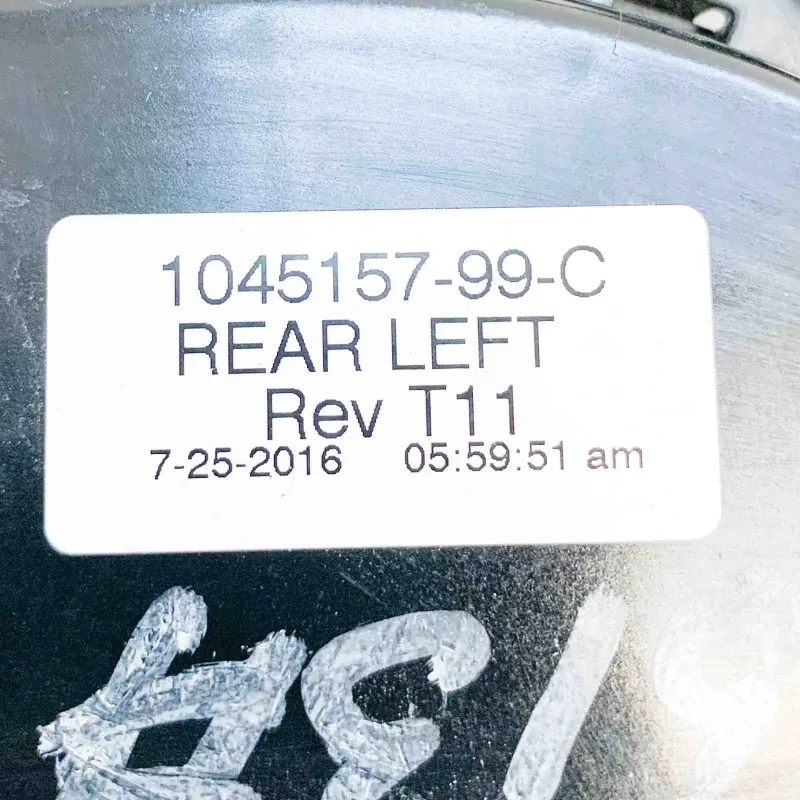 1045157-99-C
REAR LEFT
Rev T11
7-25-2016 05:59:51 am